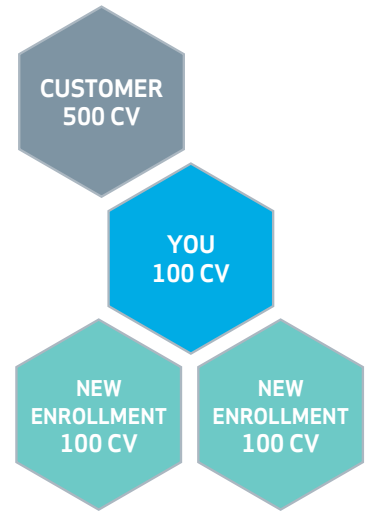 CUSTOMER
500 CV
YOU
100 CV
NEW
ENROLLMENT
100 CV
NEW
ENROLLMENT
100 CV